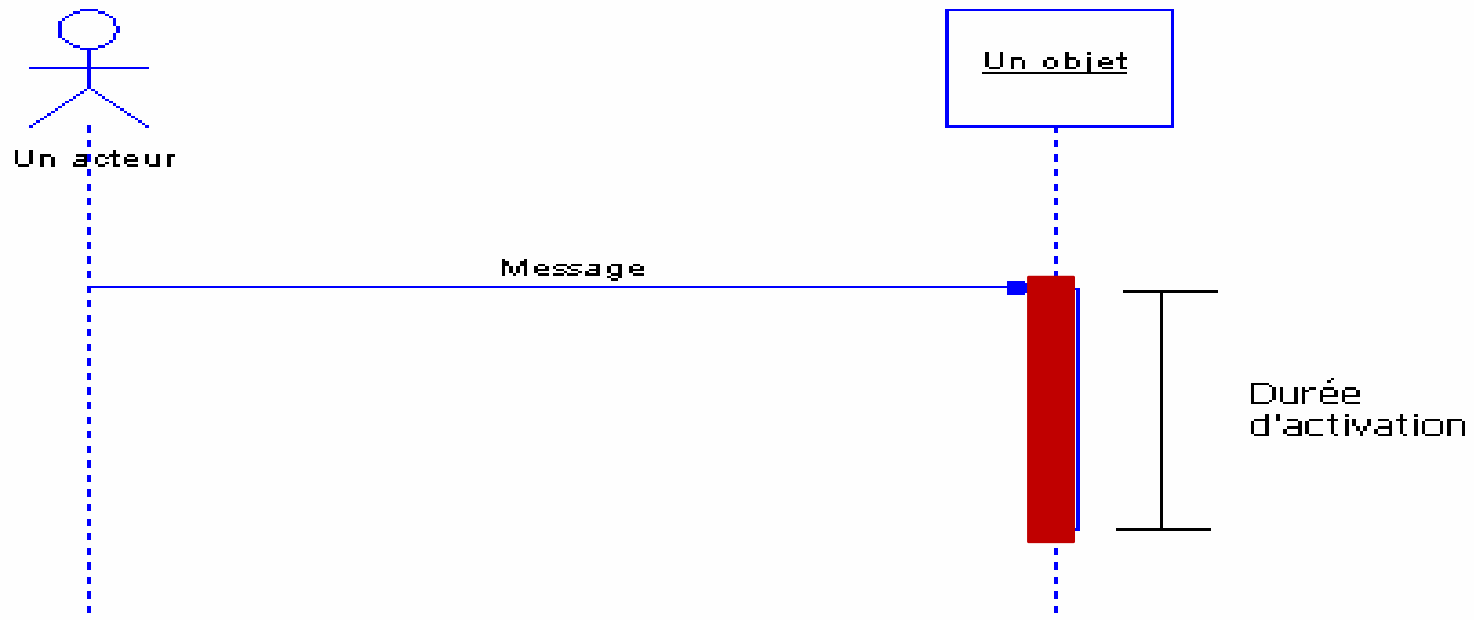 Un objet
Un acteur
Message
Durée
d'activation